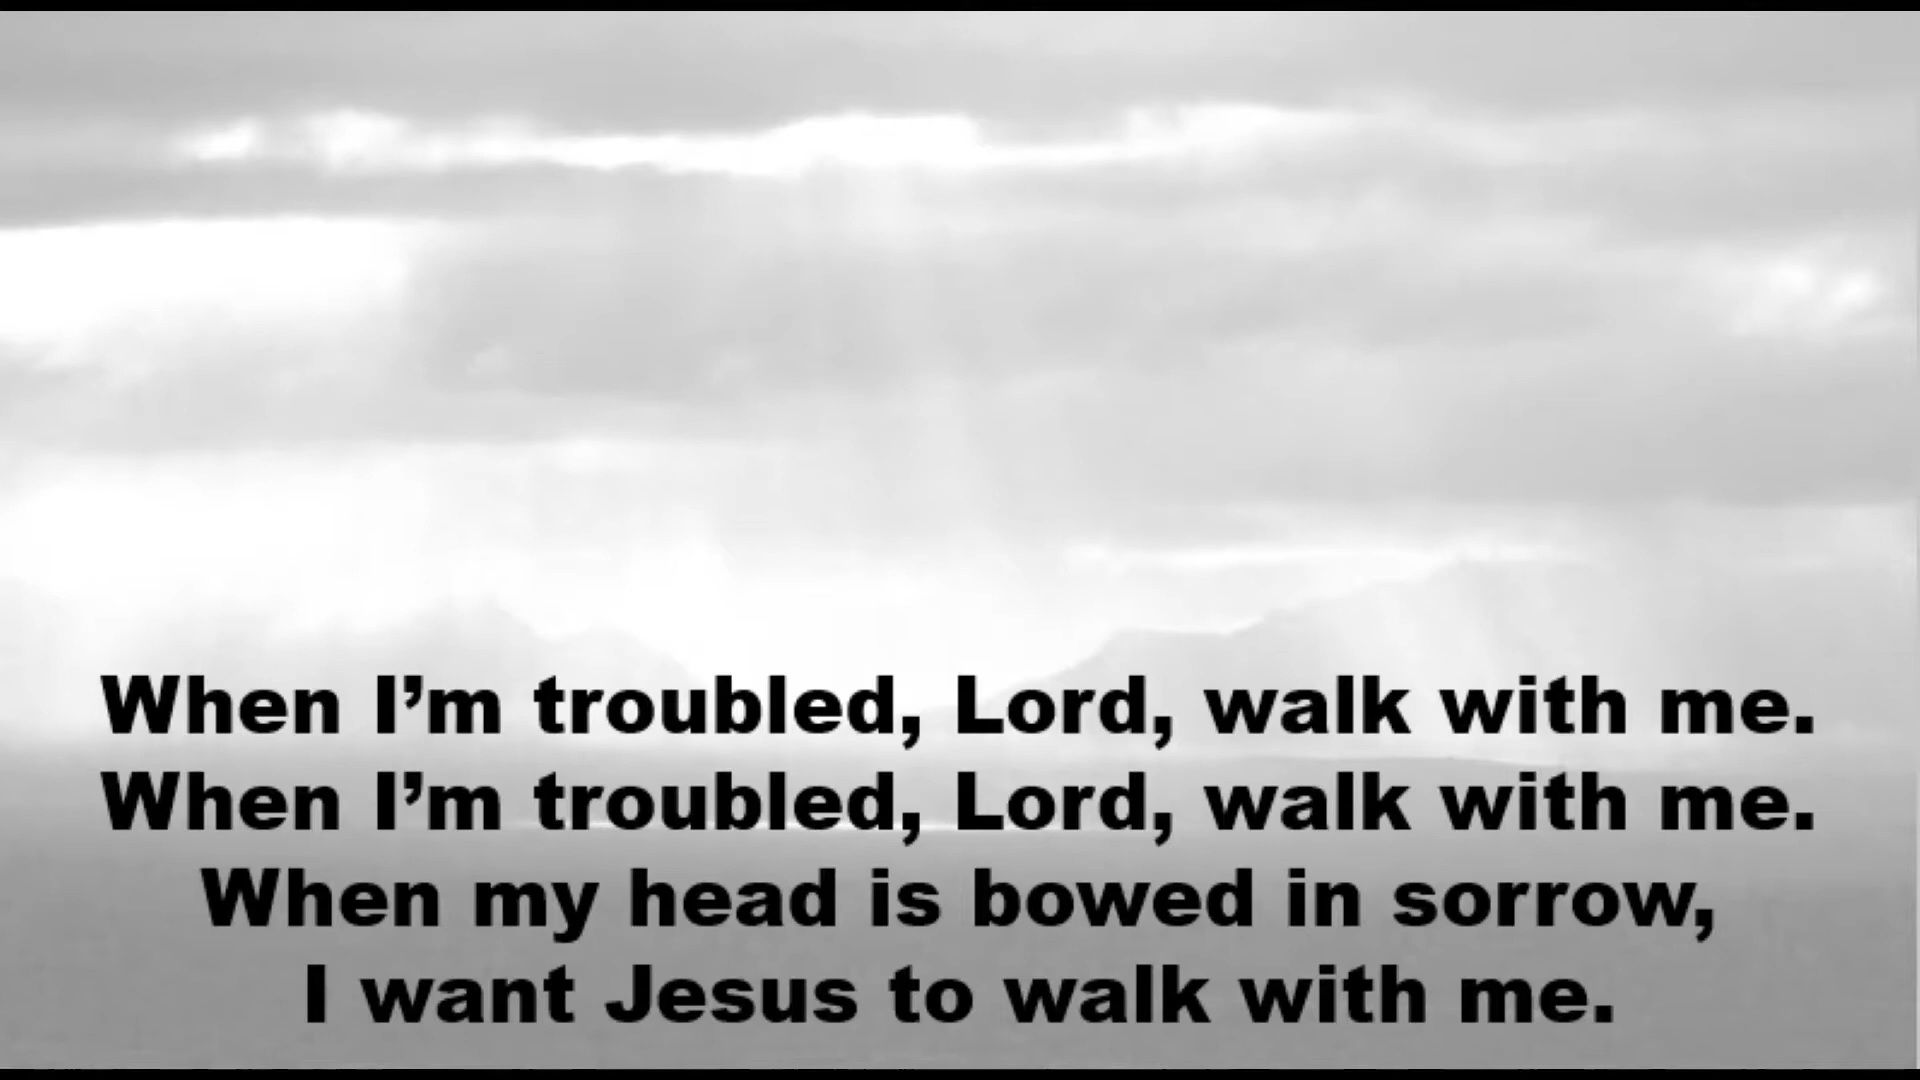 When I’m troubled, Lord, walk with me.
When I’m troubled, Lord, walk with me.
When my head is bowed in sorrow,
I want Jesus to walk with me.